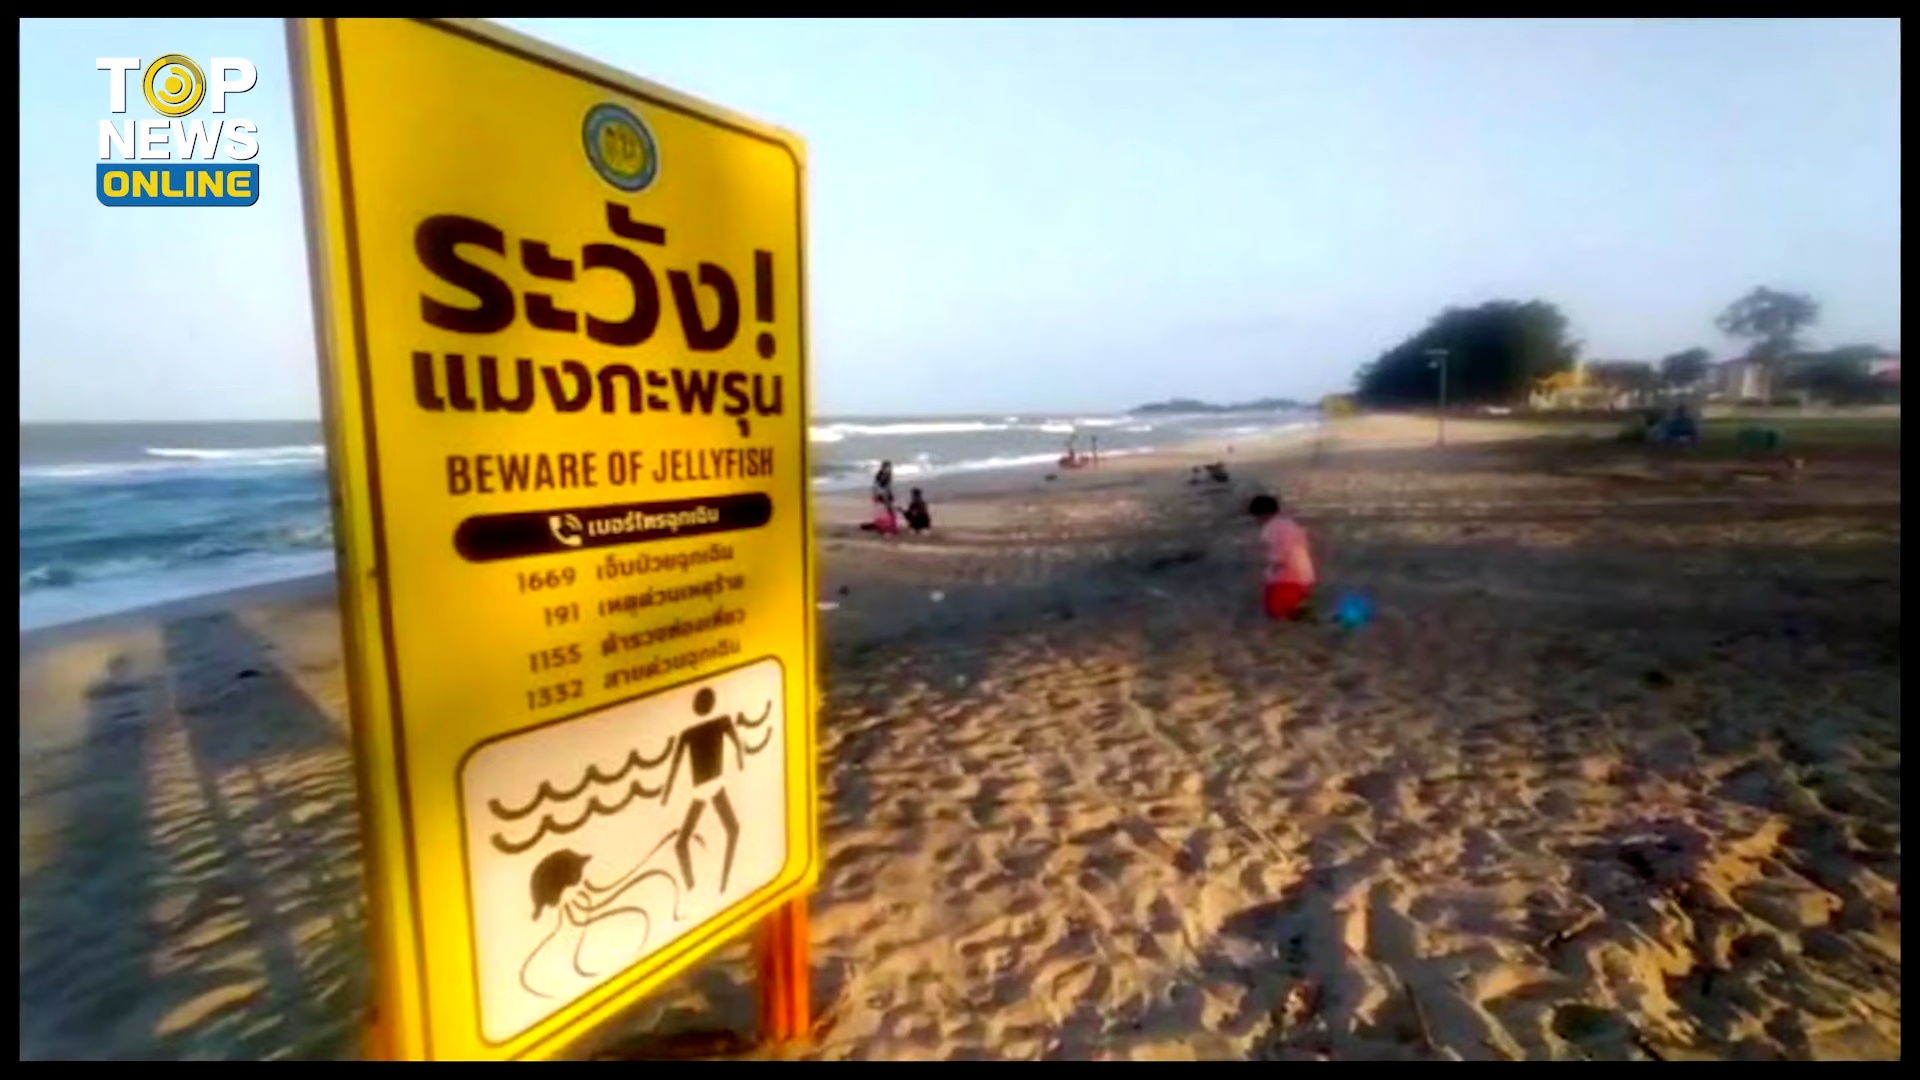 TOP
NEWS
ONLINE
ระวัง!
แมงกะพรุน
BEWARE OF JELLYFISH
เบอร์โทรฉุกเฉิน
1669 เจ็บป่วยฉุกเฉิน
191 เหตุด่วนเหตุร้าย
1155 ตำรวจท่องเที่ยว
1332 สายด่วนฉุกเฉิน